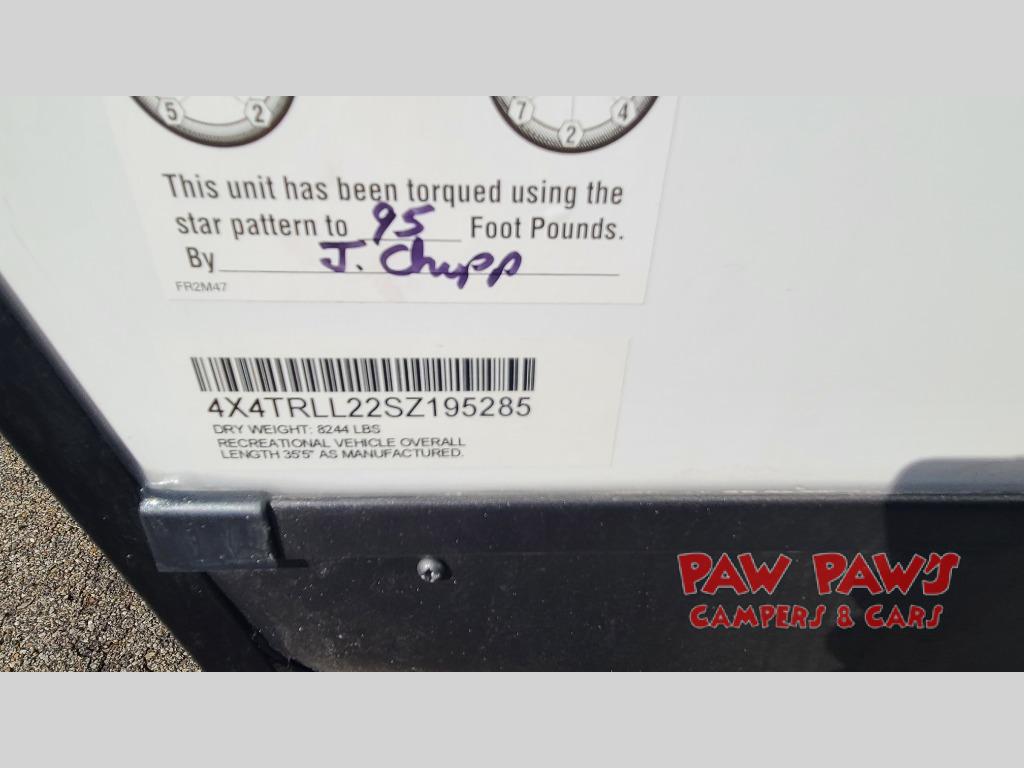 5 2
7 2 4
This unit has been torqued using the
star pattern to 95 Foot Pounds.
By J. Chupp
FR2M47
4X4TRLL22SZ195285
DRY WEIGHT: 8244 LBS
RECREATIONAL VEHICLE OVERALL
LENGTH 35'5" AS MANUFACTURED.
PAW PAW'S
CAMPERS & CARS